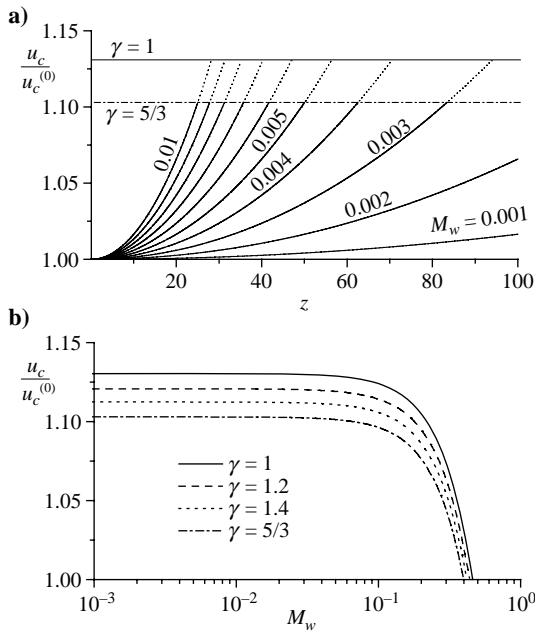 a)
1.15
u_c
u_c^(0)
γ = 1
1.10
γ = 5/3
0.01
0.005
0.004
0.003
0.002
M_w = 0.001
1.05
1.00
20 40 60 80 100
z
b)
1.15
u_c
u_c^(0)
1.10
γ = 1
γ = 1.2
γ = 1.4
γ = 5/3
1.05
1.00
10^−3 10^−2 10^−1 10^0
M_w